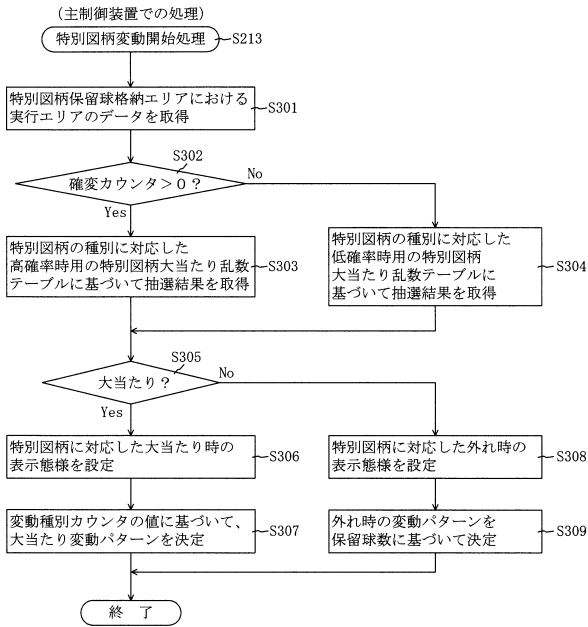 (主制御装置での処理)
特別図柄変動開始処理
S213
特別図柄保留球格納エリアにおける
実行エリアのデータを取得
S301
S302
確変カウンタ＞０？
No
Yes
特別図柄の種別に対応した
高確率時用の特別図柄大当たり乱数
テーブルに基づいて抽選結果を取得
S303
特別図柄の種別に対応した
低確率時用の特別図柄
大当たり乱数テーブルに
基づいて抽選結果を取得
S304
S305
大当たり？
No
Yes
特別図柄に対応した大当たり時の
表示態様を設定
S306
特別図柄に対応した外れ時の
表示態様を設定
S308
変動種別カウンタの値に基づいて、
大当たり変動パターンを決定
S307
外れ時の変動パターンを
保留球数に基づいて決定
S309
終　了